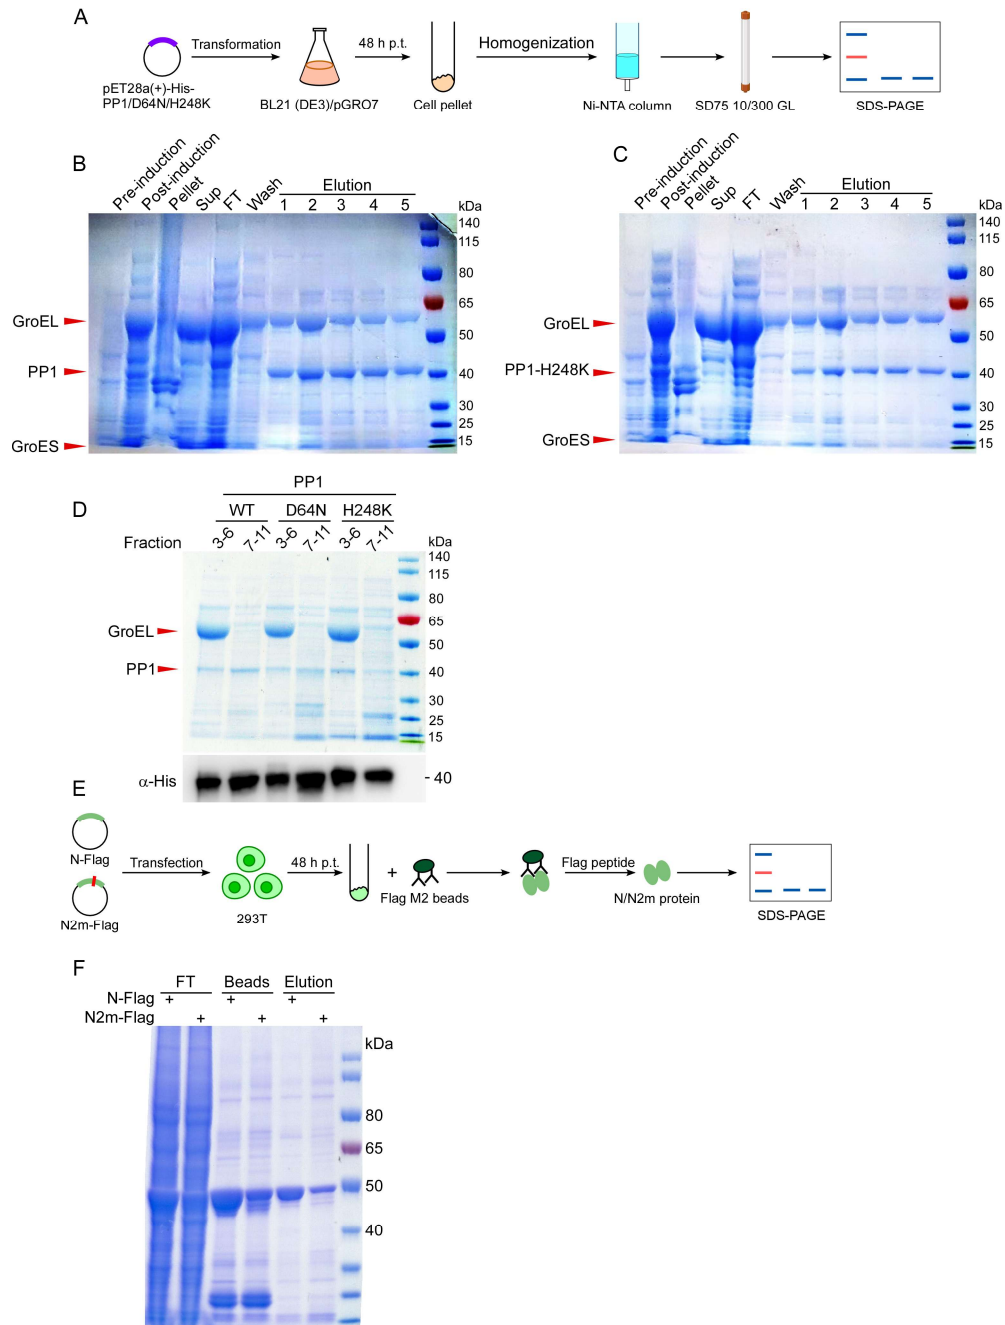 A
Transformation
48 h p.t.
Homogenization
pET28a(+)-His-
PP1/D64N/H248K
BL21 (DE3)/pGRO7
Cell pellet
Ni-NTA column
SD75 10/300 GL
SDS-PAGE
B
Pre-induction
Post-induction
Pellet
Sup
FT
Wash
Elution
1 2 3 4 5
kDa
140
115
80
65
50
40
30
25
15
GroEL
PP1
GroES
C
Pre-induction
Post-induction
Pellet
Sup
FT
Wash
Elution
1 2 3 4 5
kDa
140
115
80
65
50
40
30
25
15
GroEL
PP1-H248K
GroES
D
PP1
WT D64N H248K
Fraction 3-6 7-11 3-6 7-11 3-6 7-11
kDa
140
115
80
65
50
40
30
25
15
GroEL
PP1
α-His
- 40
E
N-Flag
N2m-Flag
Transfection
293T
48 h p.t.
+
Flag M2 beads
Flag peptide
N/N2m protein
SDS-PAGE
F
FT Beads Elution
N-Flag + + +
N2m-Flag + + +
kDa
80
65
50
40